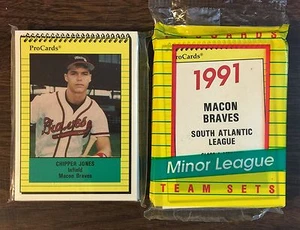 ProCards®
Braves
CHIPPER JONES
Infield
Macon Braves
CARDS
ProCards®
1991
MACON
BRAVES
SOUTH ATLANTIC
LEAGUE
Minor League
TEAM SETS